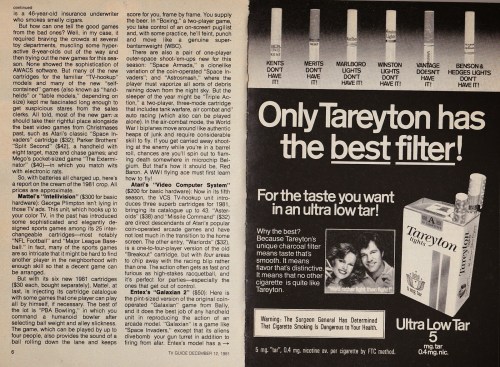 continued
is a 46-year-old insurance underwriter
who smokes smelly cigars.
But how can one tell the good games
from the bad ones? Well, in my case, it
required braving the crowds at several
toy departments, muscling some hyper-
active 8-year-olds out of the way and
then trying out the new games for this sea-
son. None showed the sophistication of
WMCS software. But many of the new
cartridges for the familiar "TV-hookup"
models and many of the new "self-
contained" games (also known as "hand-
helds" or "table models," depending on
size) kept me fascinated long enough to
get suspicious stares from the sales
clerks. All told, most of the new gam s
should take their rightful place alongside
the best video games from Christmases
past, such as Atari's classic "Space In-
vaders" cartridge ($32); Parker Brothers'
"Split Second" ($42), a handheld with
eight target, maze and chase games; and
Mego's pocket-sized game "The Extermi-
nator" ($40)—in which you match wits
with electronic rats.
So, with batteries all charged up, here's
a report on the cream of the 1981 crop. All
prices are approximate.
Mattel's "Intellivision" ($300 for basic
hardware): George Plimpton isn't lying in
those TV ads. This unit, which hooks up to
your color TV, in the past has introduced
some sophisticated and elegantly de-
signed sports games among its 25 inter-
changeable cartridges—most notably
"NFL Football" and "Major League Base-
ball." In fact, many of the sports games
are so intricate that it might be hard to find
another player in the neighborhood with
enough skill so that a decent game can
be arranged.
But with its six new 1981 cartridges
($30 each, bought separately), Mattel, at
last, is injecting its cartridge catalogue
with some games that one player can play
all by himself, if necessary. The best of
the lot is "PBA Bowling," in which you
command a humanoid bowler after
selecting ball weight and alley slickness.
The game, which can be played by up to
four people, also provides the sound of a
ball rolling down the lane and keeps
8
score for you, frame by frame. You supply
the beer. In "Boxing," a two-player game,
you take control of an on-screen pugilist
and, with some practice, he'll feint, punch
and move like a genuine super-
bantamweight (WBC).
There are also a pair of one-player
outer-space shoot-'em-ups new for this
season: "Space Armada," a clonelike
variation of the coin-operated "Space In-
vaders"; and "Astrosmash," where the
player must vaporize all sorts of debris
raining down from the night sky. But the
sleeper of the year might be "Triple Ac-
tion," a two-player, three-mode cartridge
that includes tank warfare, air combat and
auto racing (which also can be played
alone). In the air-combat mode, the World
War I biplanes move around like authentic
heaps of junk and require considerable
skill to fly. If you get carried away shoot-
ing at the enemy while you're in a barrel
roll, chances are you'll spin out to flam-
ing death somewhere in microchip Bel-
gium. But that's how it should be, Red
Baron. A WWI flying ace must first learn
how to fly!
Atari's "Video Computer System"
($200 for basic hardware): Now in its fifth
season, the VCS TV-hookup unit intro-
duces three superb cartridges for 1981,
bring the catalogue up to 43. "Aster-
oids" ($38) and "Missile Command" ($32)
are direct descendants of Atari's popular
coin-operated arcade games and have
not lost much in the transition to the home
screen. The other entry, "Warlords" ($32),
is a one-to-four-player version of the old
"Breakout" cartridge, but with four areas
to chip away with the racing blip rather
than one. The action often gets as fast and
furious as high-stakes racquetball, and
it's perfect for parties—especially the
ones that get out of control.
Entex's "Galaxian 2" ($50): Here is
the pint-sized version of the original coin-
operated "Galaxian" game from Bally,
and it does the best job of any handheld
unit in reproducing the action of an
arcade model. "Galaxian" is a game like
"Space Invaders," except that its aliens
divebomb your gun turret in addition to
firing from afar. Entex's model has a →
TV GUIDE DECEMBER 12, 1981
KENTS
DON'T
HAVE
IT!
MERITS
DON'T
HAVE
IT!
MARLBORO
LIGHTS
DON'T
HAVE IT!
WINSTON
LIGHTS
DON'T
HAVE IT!
VANTAGE
DOESN'T
HAVE
IT!
BENSON &
HEDGES LIGHTS
DON'T
HAVE IT!
Only Tareyton has
the best filter!
For the taste you want
in an ultra low tar!
Why the best?
Because Tareyton's
unique charcoal filter
means taste that's
smooth. It means
flavor that's distinctive.
It means that no other
cigarette is quite like
Tareyton.
Tareyton
lights
Warning: The Surgeon General Has Determined
That Cigarette Smoking Is Dangerous to Your Health.
5 mg. "tar", 0.4 mg. nicotine av. per cigarette by FTC method.
Ultra Low Tar
5
mg. tar
0.4 mg. nic.